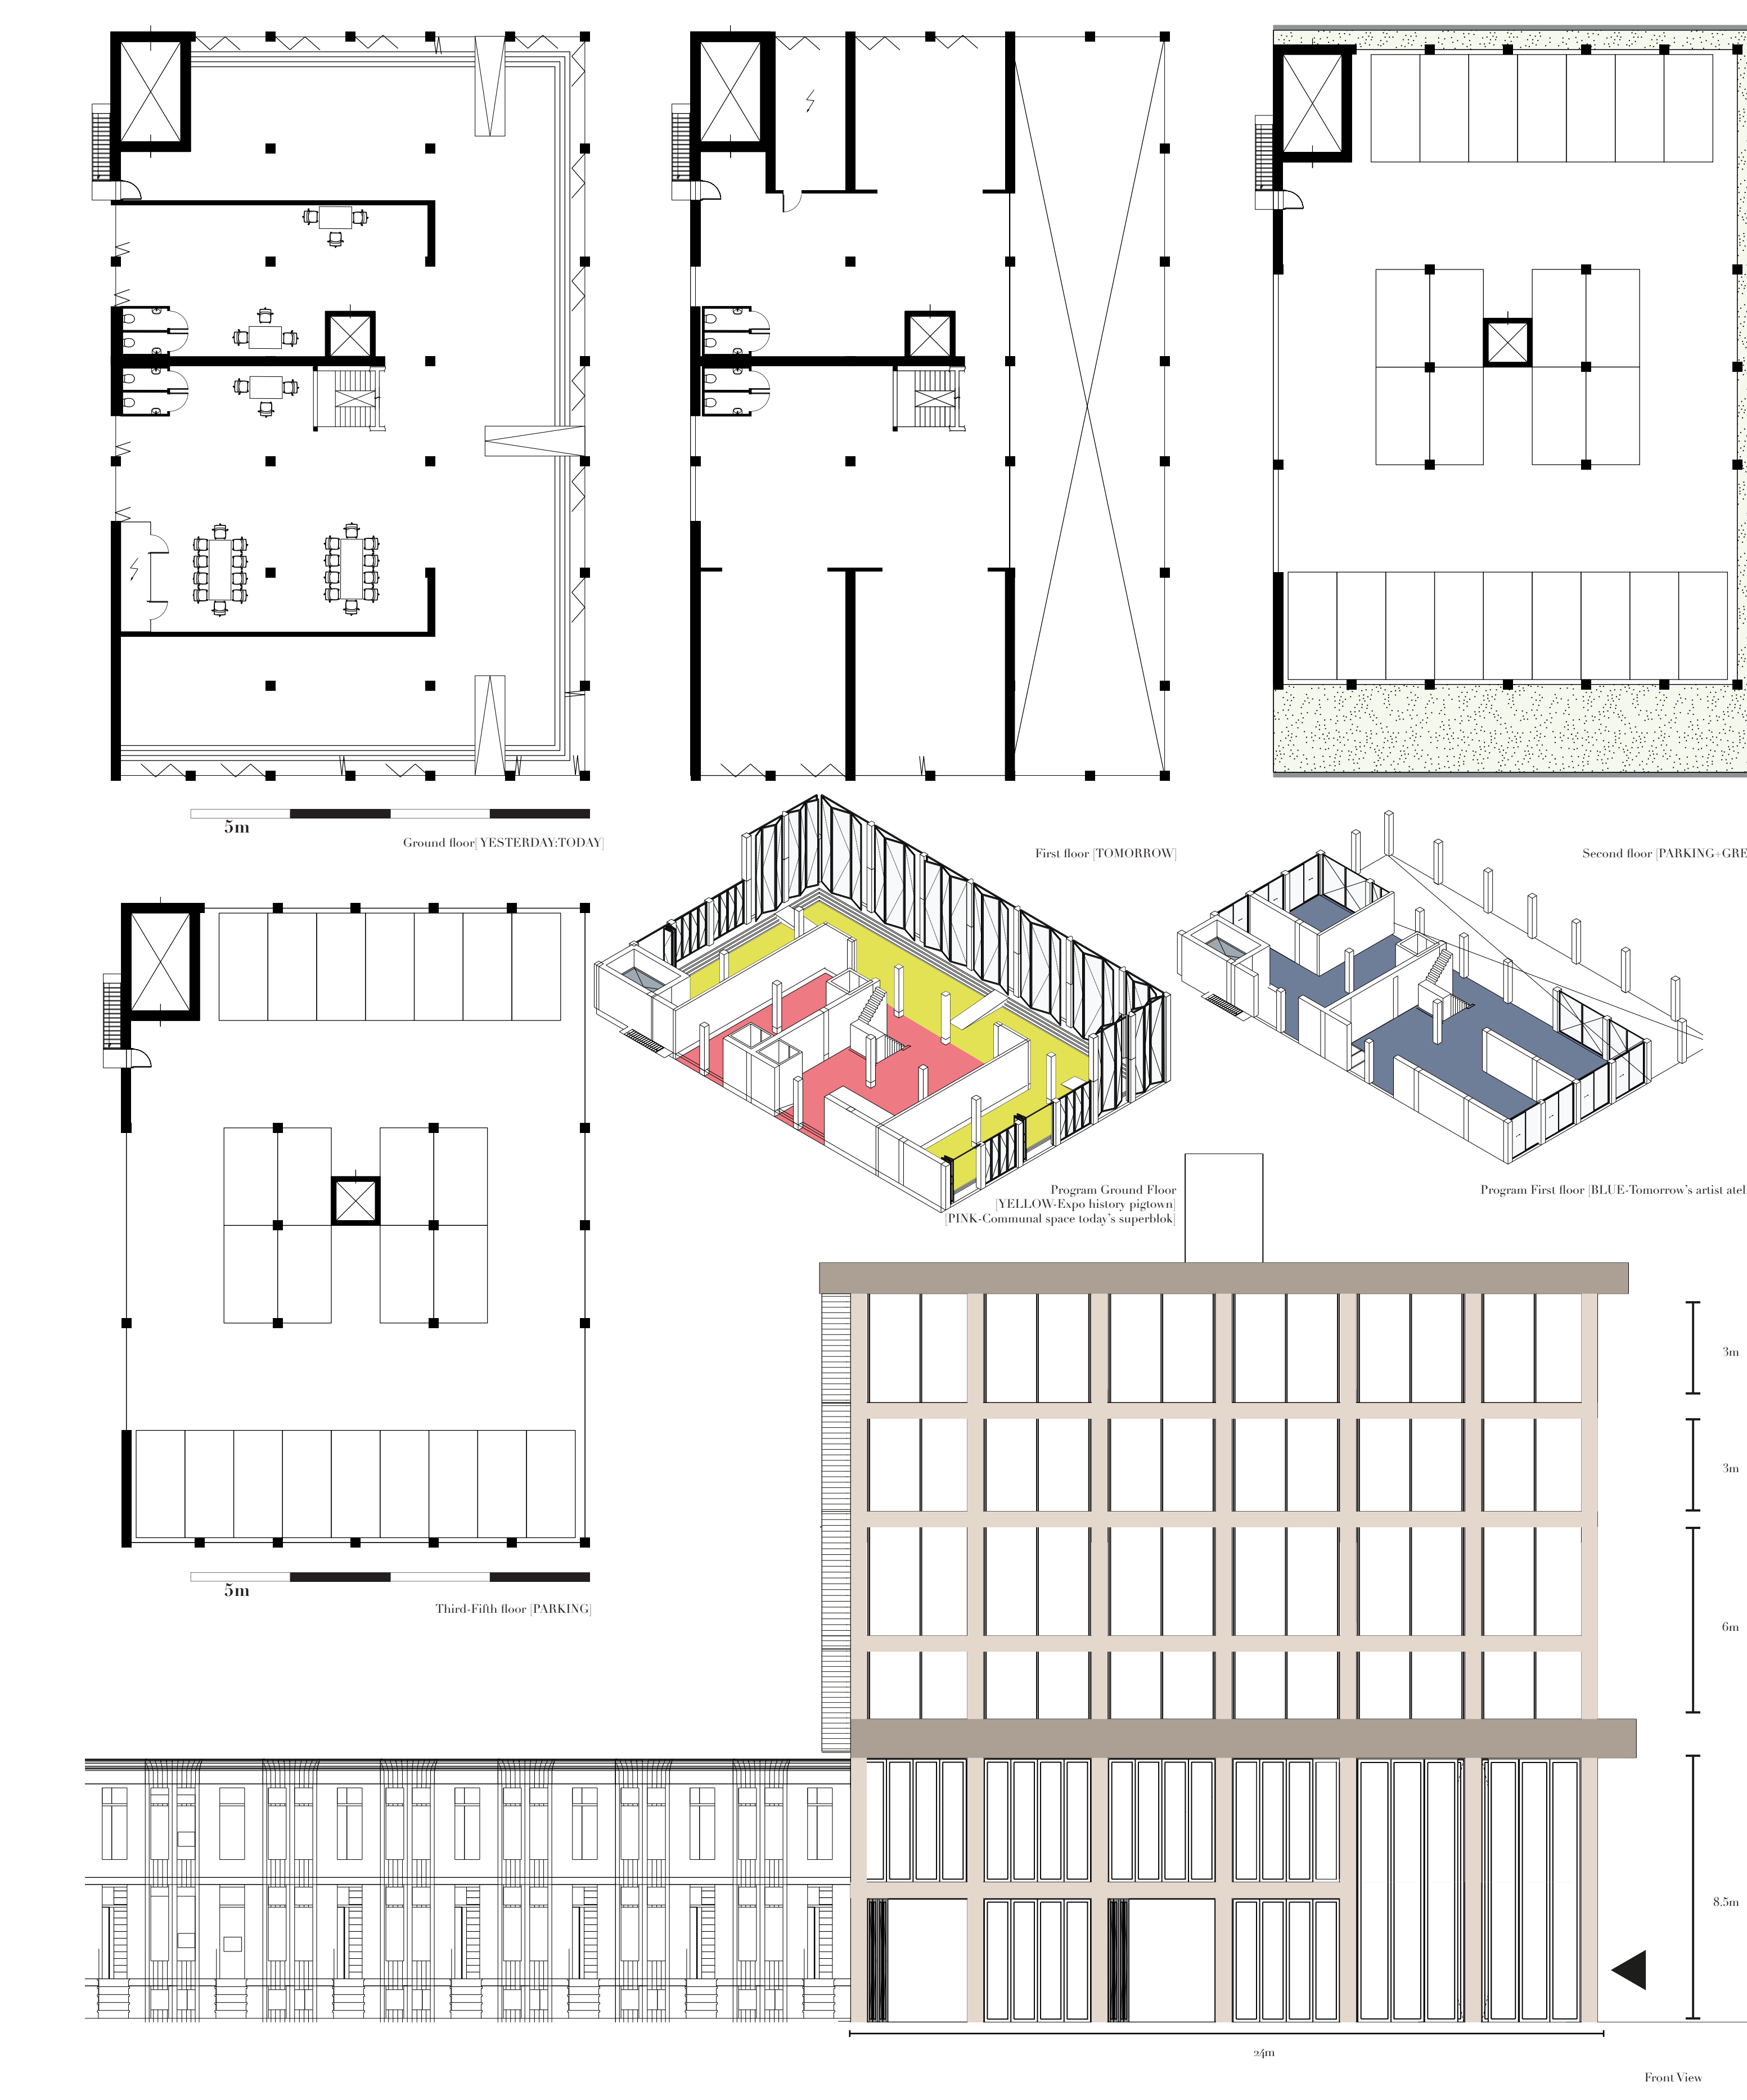 5m
Ground floor[ YESTERDAY:TODAY]
First floor [TOMORROW]
Second floor [PARKING+GRE
Program Ground Floor
[YELLOW-Expo history pigtown]
[PINK-Communal space today's superblok]
Program First floor [BLUE-Tomorrow's artist atel
5m
Third-Fifth floor [PARKING]
3m
3m
6m
8.5m
24m
Front View